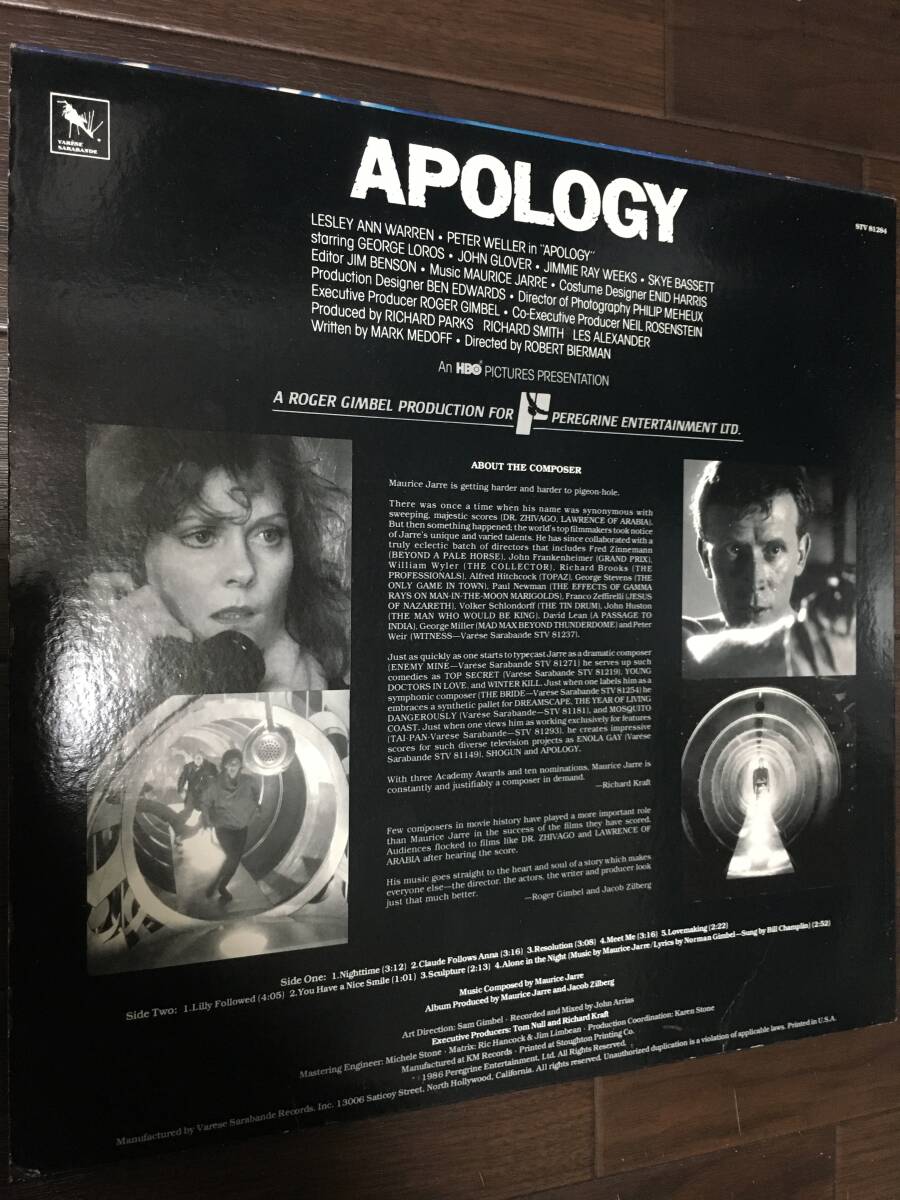 VARÈSE
SARABANDE
STV 81284
APOLOGY
LESLEY ANN WARREN • PETER WELLER in "APOLOGY"
starring GEORGE LOROS • JOHN GLOVER • JIMMIE RAY WEEKS • SKYE BASSETT
Editor JIM BENSON • Music MAURICE JARRE • Costume Designer ENID HARRIS
Production Designer BEN EDWARDS • Director of Photography PHILIP MEHEUX
Executive Producer ROGER GIMBEL • Co-Executive Producer NEIL ROSENSTEIN
Produced by RICHARD PARKS RICHARD SMITH LES ALEXANDER
Written by MARK MEDOFF • Directed by ROBERT BIERMAN
An HBO PICTURES PRESENTATION
A ROGER GIMBEL PRODUCTION FOR PEREGRINE ENTERTAINMENT LTD.
ABOUT THE COMPOSER
Maurice Jarre is getting harder and harder to pigeon-hole.
There was once a time when his name was synonymous with
sweeping, majestic scores (DR. ZHIVAGO, LAWRENCE OF ARABIA).
But then something happened; the world's top filmmakers took notice
of Jarre's unique and varied talents. He has since collaborated with a
truly eclectic batch of directors that includes Fred Zinnemann
(BEYOND A PALE HORSE), John Frankenheimer (GRAND PRIX),
William Wyler (THE COLLECTOR), Richard Brooks (THE
PROFESSIONALS), Alfred Hitchcock (TOPAZ), George Stevens (THE
ONLY GAME IN TOWN), Paul Newman (THE EFFECTS OF GAMMA
RAYS ON MAN-IN-THE-MOON MARIGOLDS), Franco Zeffirelli (JESUS
OF NAZARETH), Volker Schlondorff (THE TIN DRUM), John Huston
(THE MAN WHO WOULD BE KING), David Lean (A PASSAGE TO
INDIA), George Miller (MAD MAX BEYOND THUNDERDOME) and Peter
Weir (WITNESS—Varèse Sarabande STV 81237).
Just as quickly as one starts to typecast Jarre as a dramatic composer
(ENEMY MINE—Varèse Sarabande STV 81271) he serves up such
comedies as TOP SECRET (Varèse Sarabande STV 81219), YOUNG
DOCTORS IN LOVE, and WINTER KILL. Just when one labels him as a
symphonic composer (THE BRIDE—Varèse Sarabande STV 81254) he
embraces a synthetic pallet for DREAMSCAPE, THE YEAR OF LIVING
DANGEROUSLY (Varèse Sarabande—STV 81181), and MOSQUITO
COAST. Just when one views him as working exclusively for features
(TAI-PAN-Varèse Sarabande—STV 81293), he creates impressive
scores for such diverse television projects as ENOLA GAY (Varèse
Sarabande STV 81149), SHOGUN and APOLOGY.
With three Academy Awards and ten nominations, Maurice Jarre is
constantly and justifiably a composer in demand.
—Richard Kraft
Few composers in movie history have played a more important role
than Maurice Jarre in the success of the films they have scored.
Audiences flocked to films like DR. ZHIVAGO and LAWRENCE OF
ARABIA after hearing the score.
His music goes straight to the heart and soul of a story which makes
everyone else—the director, the actors, the writer and producer look
just that much better.
—Roger Gimbel and Jacob Zilberg
Side One: 1.Nighttime (3:12) 2.Claude Follows Anna (3:16) 3.Resolution (3:08) 4.Meet Me (3:16) 5.Lovemaking (2:22)
Side Two: 1.Lilly Followed (4:05) 2.You Have a Nice Smile (1:01) 3.Sculpture (2:13) 4.Alone in the Night (Music by Maurice Jarre/Lyrics by Norman Gimbel—Sung by Bill Champlin) (2:52)
Music Composed by Maurice Jarre
Album Produced by Maurice Jarre and Jacob Zilberg
Art Direction: Sam Gimbel · Recorded and Mixed by John Arrias
Executive Producers: Tom Null and Richard Kraft
Mastering Engineer: Michele Stone · Matrix: Ric Hancock & Jim Limbean · Production Coordination: Karen Stone
Manufactured at KM Records · Printed at Stoughton Printing Co.
1986 Peregrine Entertainment, Ltd. All Rights Reserved.
Manufactured by Varèse Sarabande Records, Inc. 13006 Saticoy Street, North Hollywood, California. All rights reserved. Unauthorized duplication is a violation of applicable laws. Printed in U.S.A.